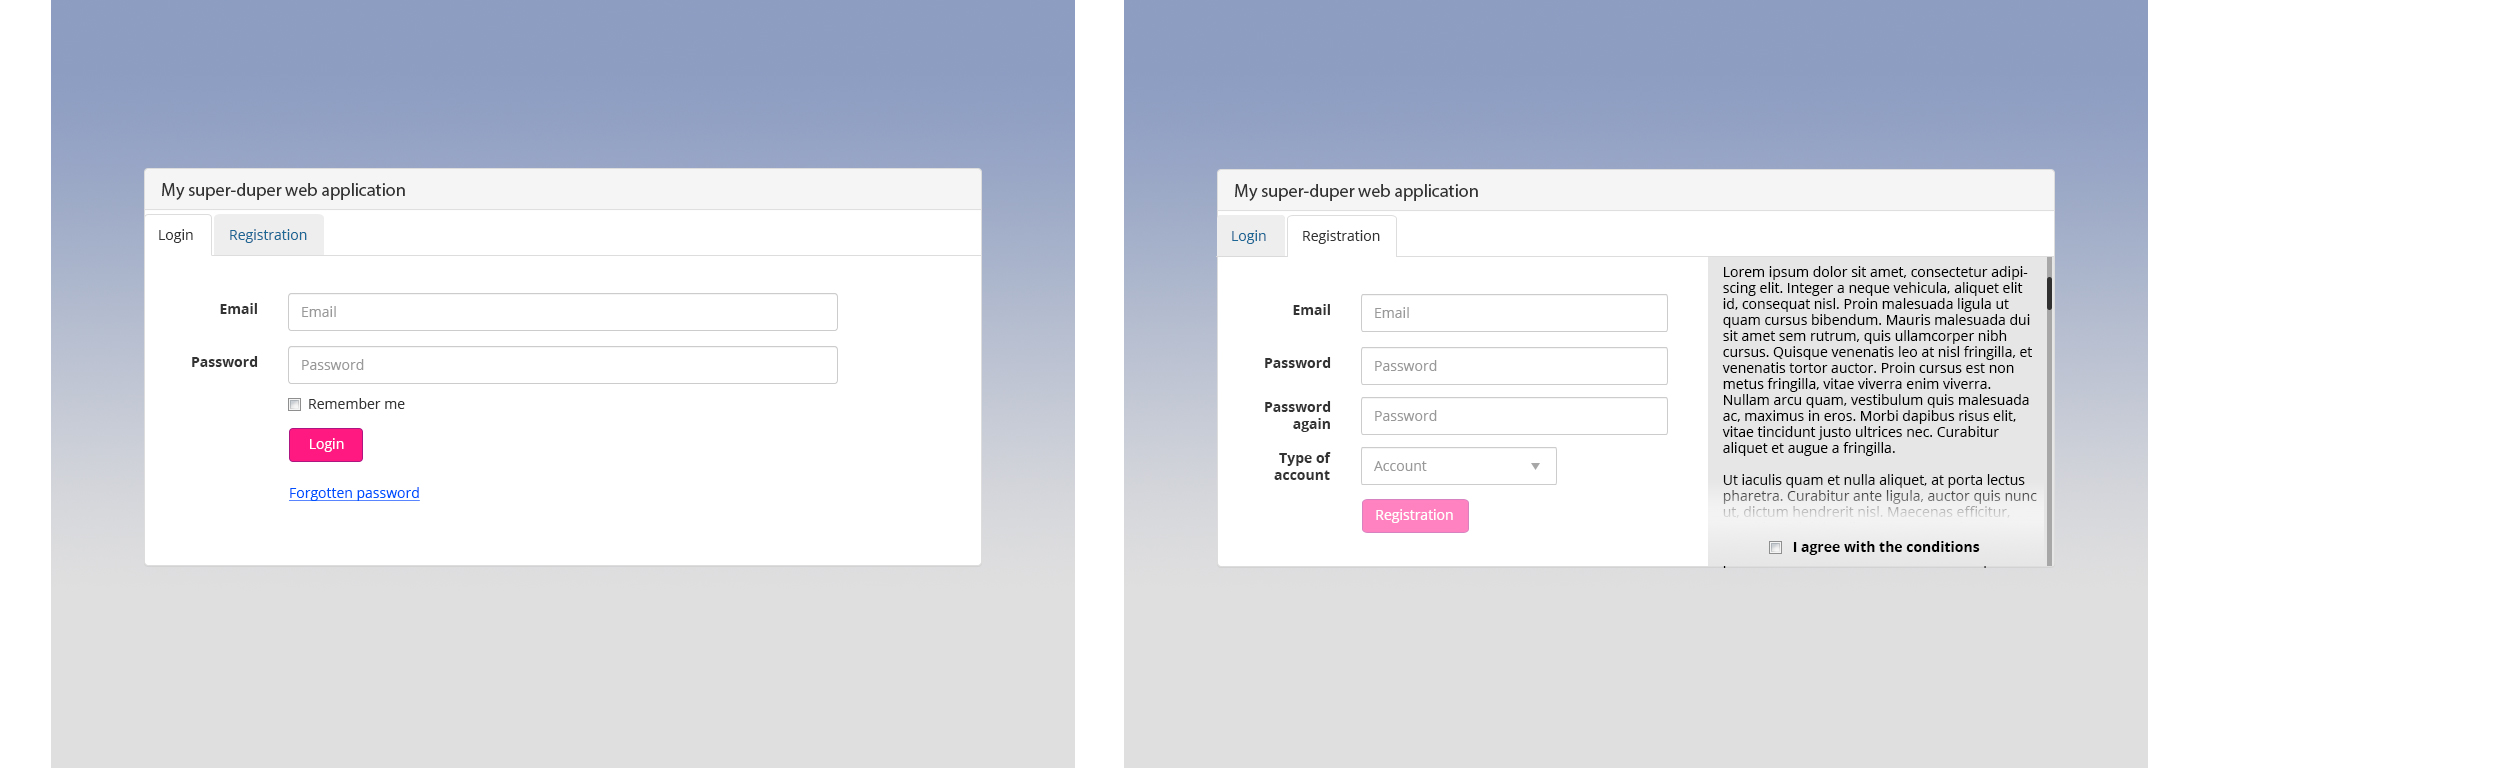 My super-duper web application
Login
Registration
Email
Email
Password
Password
Remember me
Login
Forgotten password
My super-duper web application
Login
Registration
Email
Email
Password
Password
Password
again
Password
Type of
account
Account
Registration
Lorem ipsum dolor sit amet, consectetur adipi-
scing elit. Integer a neque vehicula, aliquet elit
id, consequat nisl. Proin malesuada ligula ut
quam cursus bibendum. Mauris malesuada dui
sit amet sem rutrum, quis ullamcorper nibh
cursus. Quisque venenatis leo at nisl fringilla, et
venenatis tortor auctor. Proin cursus est non
metus fringilla, vitae viverra enim viverra.
Nullam arcu quam, vestibulum quis malesuada
ac, maximus in eros. Morbi dapibus risus elit,
vitae tincidunt justo ultrices nec. Curabitur
aliquet et augue a fringilla.
Ut iaculis quam et nulla aliquet, at porta lectus
pharetra. Curabitur ante ligula, auctor quis nunc
ut, dictum hendrerit nisl. Maecenas efficitur,
I agree with the conditions